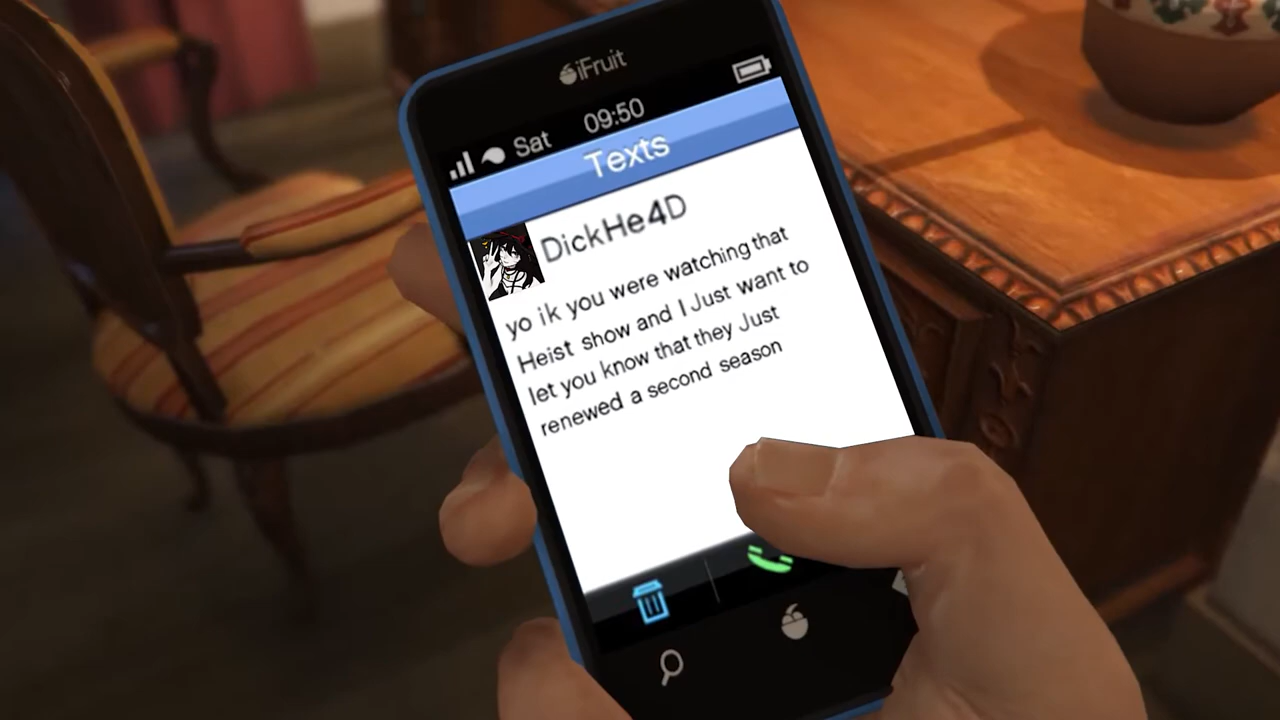 iFruit
Sat 09:50
Texts
DickHe4D
yo ik you were watching that
Heist show and I Just want to
let you know that they Just
renewed a second season